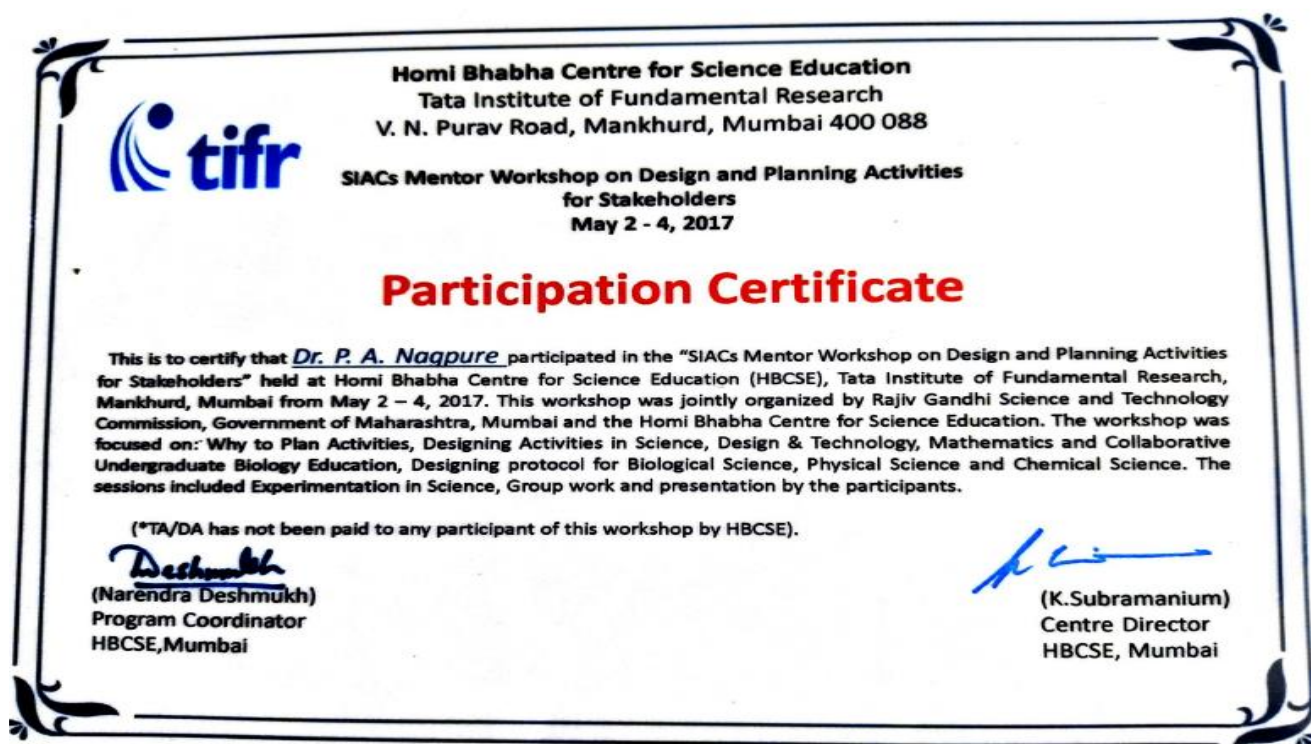 Homi Bhabha Centre for Science Education
Tata Institute of Fundamental Research
V. N. Purav Road, Mankhurd, Mumbai 400 088
tifr
SIACs Mentor Workshop on Design and Planning Activities
for Stakeholders
May 2 - 4, 2017
Participation Certificate
This is to certify that Dr. P. A. Nagpure participated in the "SIACs Mentor Workshop on Design and Planning Activities
for Stakeholders" held at Homi Bhabha Centre for Science Education (HBCSE), Tata Institute of Fundamental Research,
Mankhurd, Mumbai from May 2 – 4, 2017. This workshop was jointly organized by Rajiv Gandhi Science and Technology
Commission, Government of Maharashtra, Mumbai and the Homi Bhabha Centre for Science Education. The workshop was
focused on: Why to Plan Activities, Designing Activities in Science, Design & Technology, Mathematics and Collaborative
Undergraduate Biology Education, Designing protocol for Biological Science, Physical Science and Chemical Science. The
sessions included Experimentation in Science, Group work and presentation by the participants.
(*TA/DA has not been paid to any participant of this workshop by HBCSE).
Deshmukh
(Narendra Deshmukh)
Program Coordinator
HBCSE,Mumbai
(K.Subramanium)
Centre Director
HBCSE, Mumbai